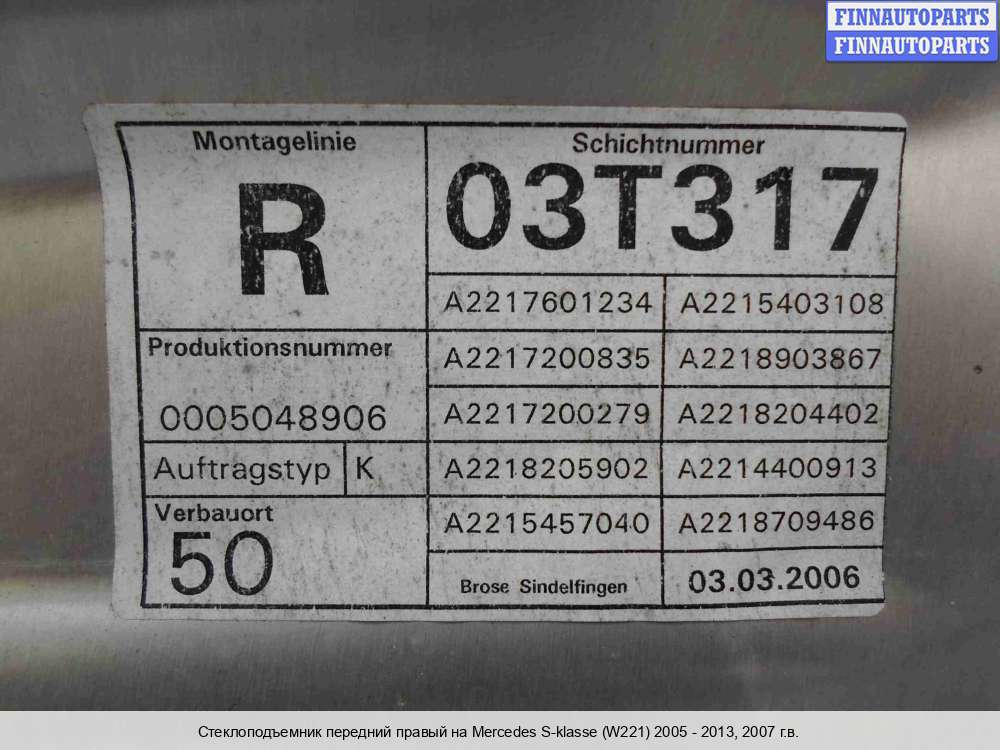 FINNAUTOPARTS
FINNAUTOPARTS
Montagelinie
R
Schichtnummer
03T317
A2217601234 A2215403108
A2217200835 A2218903867
A2217200279 A2218204402
A2218205902 A2214400913
A2215457040 A2218709486
Produktionsnummer
0005048906
Auftragstyp K
Verbauort
50
Brose Sindelfingen 03.03.2006
Стеклоподъемник передний правый на Mercedes S-klasse (W221) 2005 - 2013, 2007 г.в.